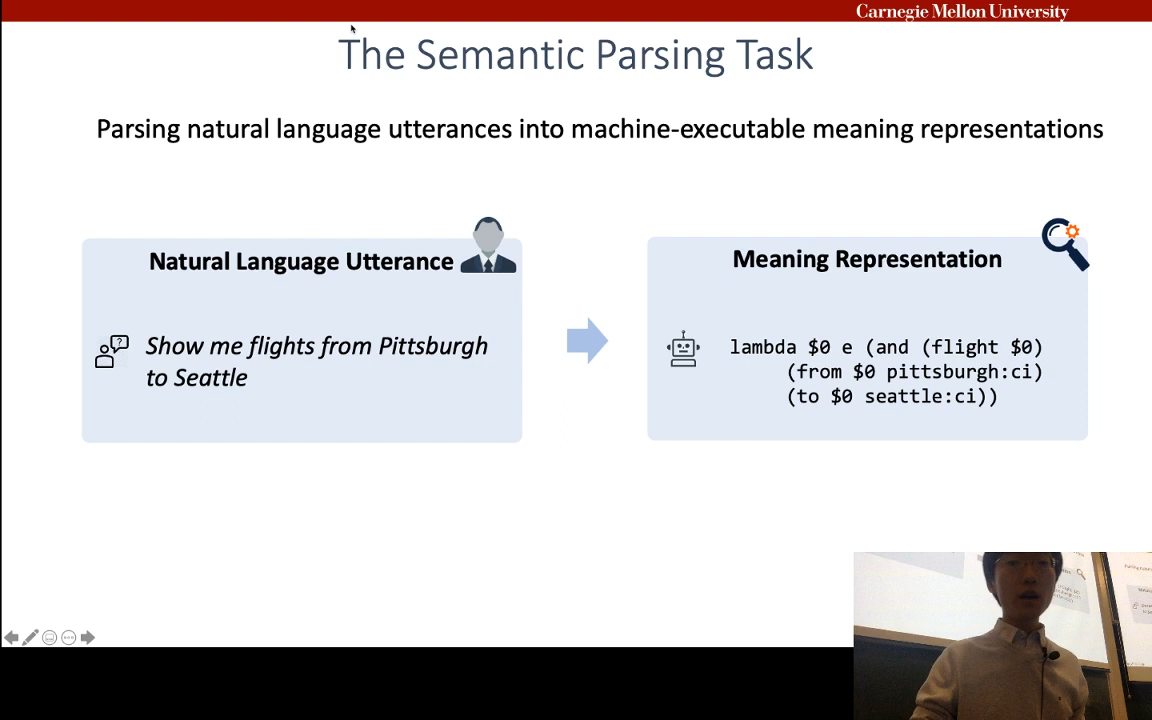 Carnegie Mellon University
The Semantic Parsing Task
Parsing natural language utterances into machine-executable meaning representations
Natural Language Utterance
?
Show me flights from Pittsburgh
to Seattle
Meaning Representation
lambda $0 e (and (flight $0)
(from $0 pittsburgh:ci)
(to $0 seattle:ci))